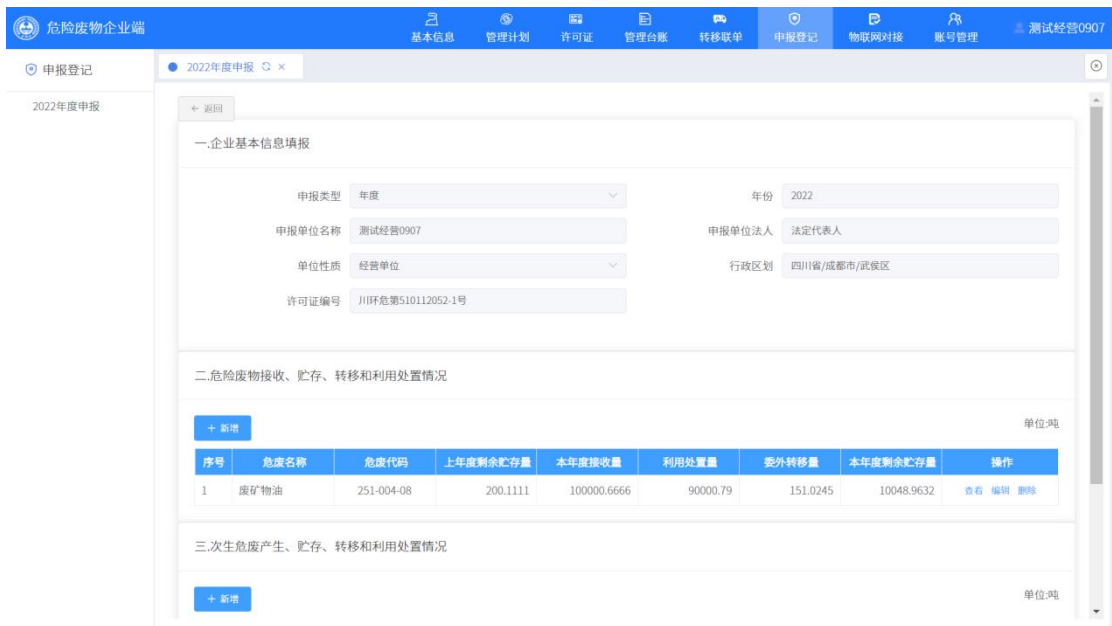 危险废物企业端
基本信息 管理计划 许可证 管理台账 转移联单 申报登记 物联网对接 账号管理 测试经营0907
申报登记
2022年度申报
2022年度申报
返回
一.企业基本信息填报
申报类型 年度 年份 2022
申报单位名称 测试经营0907 申报单位法人 法定代表人
单位性质 经营单位 行政区划 四川省/成都市/武侯区
许可证编号 川环危第510112052-1号
二.危险废物接收、贮存、转移和利用处置情况
+ 新增 单位:吨
序号 危废名称 危废代码 上年度剩余贮存量 本年度接收量 利用处置量 委外转移量 本年度剩余贮存量 操作
1 废矿物油 251-004-08 200.1111 100000.6666 90000.79 151.0245 10048.9632 查看 编辑 删除
三.次生危废产生、贮存、转移和利用处置情况
+ 新增 单位:吨